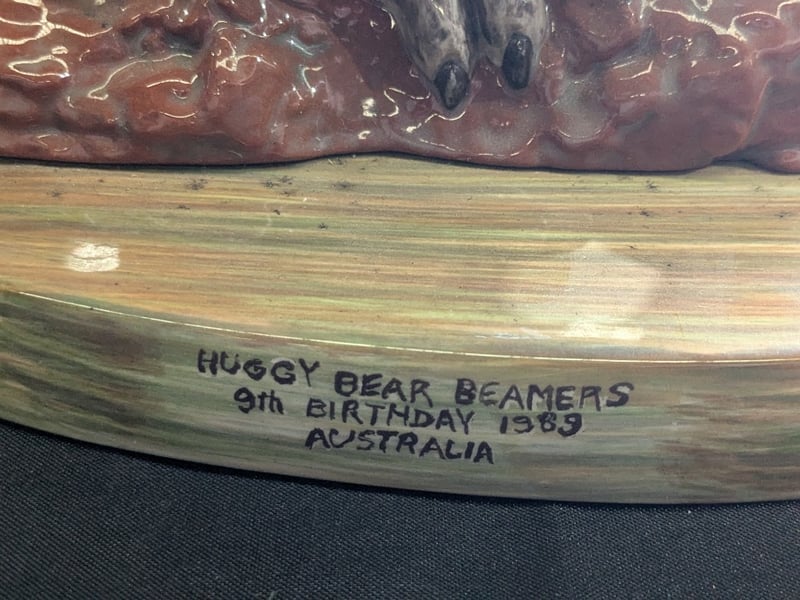 HUGGY BEAR BEAMERS
9th BIRTHDAY 1989
AUSTRALIA